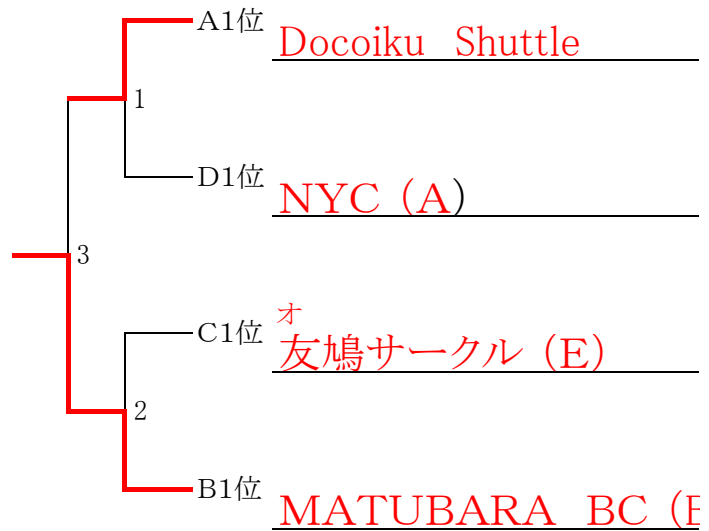 A1位 Docoiku Shuttle
1
D1位 NYC (A)
3
オ
C1位 友鳩サークル (E)
2
B1位 MATUBARA BC (B